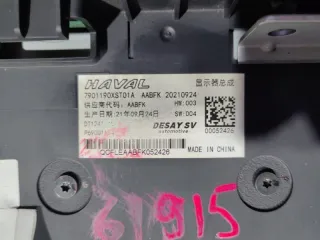 HAVAL 显示器总成
7901190XST01A AABFK 20210924
供应商代码: AABFK HW:003
生产日期: 21年09月24日 SW:004
DESAY SV 00052426
automotive
MADE IN CHINA
61915